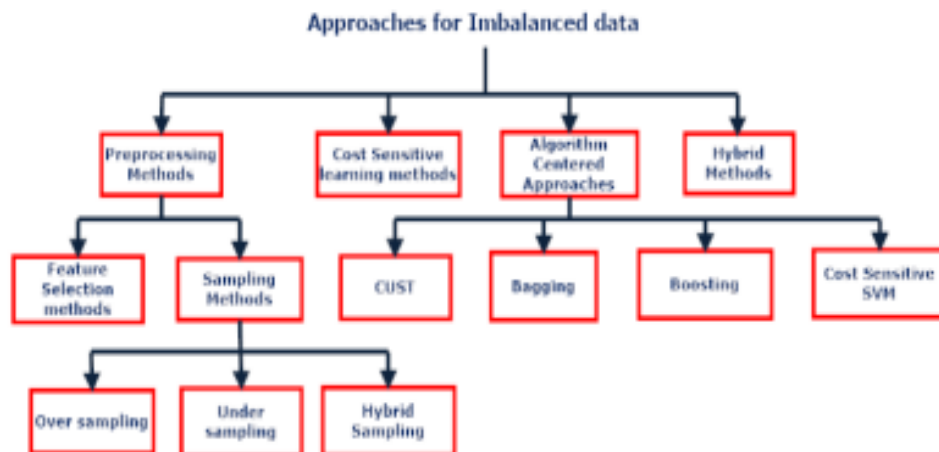 Approaches for Imbalanced data
Preprocessing
Methods
Cost Sensitive
learning methods
Algorithm
Centered
Approaches
Hybrid
Methods
Feature
Selection
methods
Sampling
Methods
CUST
Bagging
Boosting
Cost Sensitive
SVM
Over sampling
Under
sampling
Hybrid
Sampling